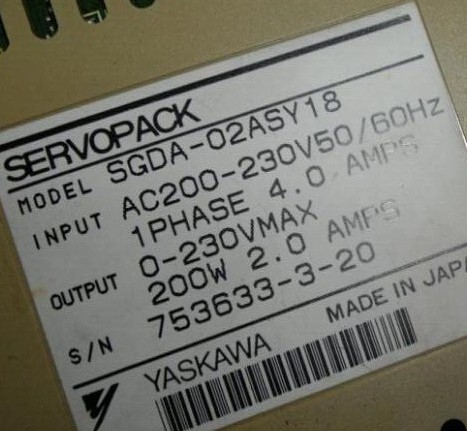 SERVOPACK
MODEL SGDA-02ASY18
INPUT AC200-230V50/60Hz
1PHASE 4.0 AMPS
OUTPUT 0-230VMAX
200W 2.0 AMPS
S/N 753633-3-20
YASKAWA MADE IN JAPA